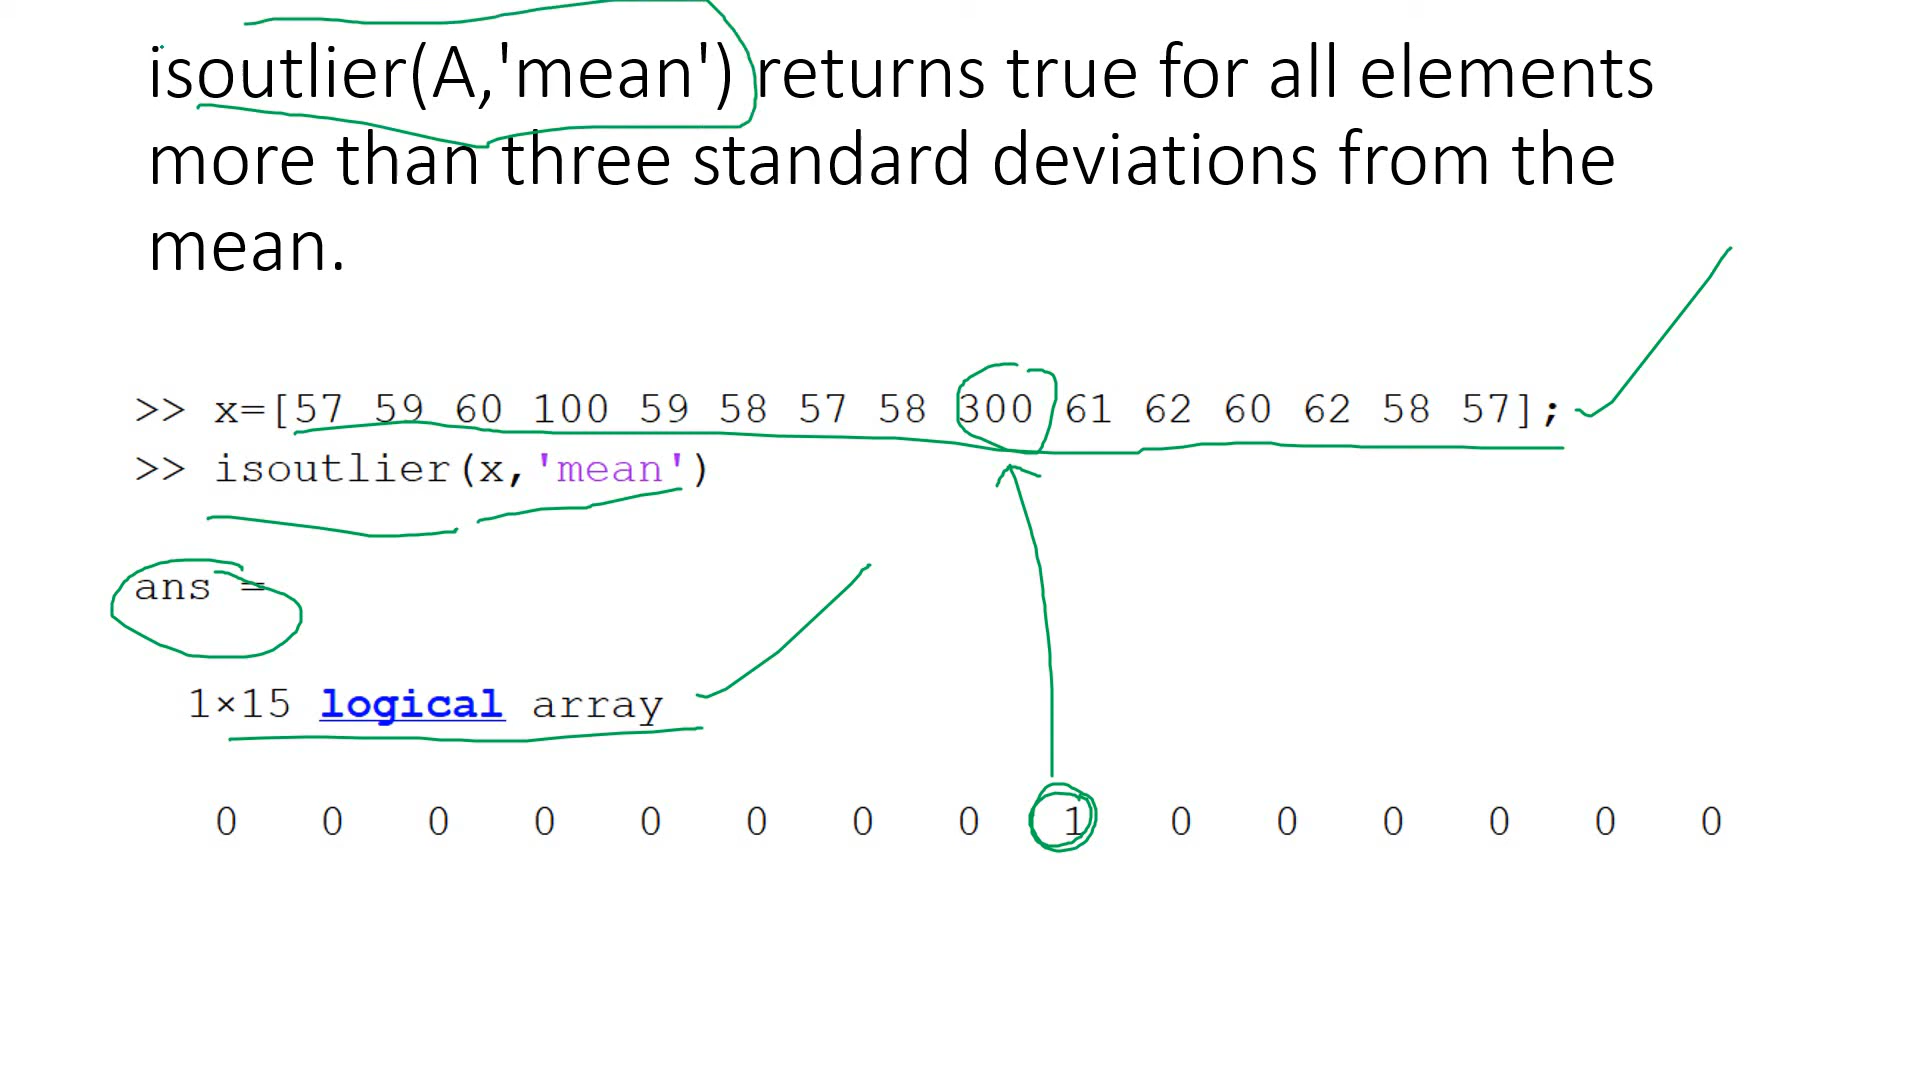 isoutlier(A,'mean') returns true for all elements
more than three standard deviations from the
mean.
>> x=[57 59 60 100 59 58 57 58 300 61 62 60 62 58 57];
>> isoutlier(x,'mean')
ans =
1×15 logical array
0 0 0 0 0 0 0 0 1 0 0 0 0 0 0